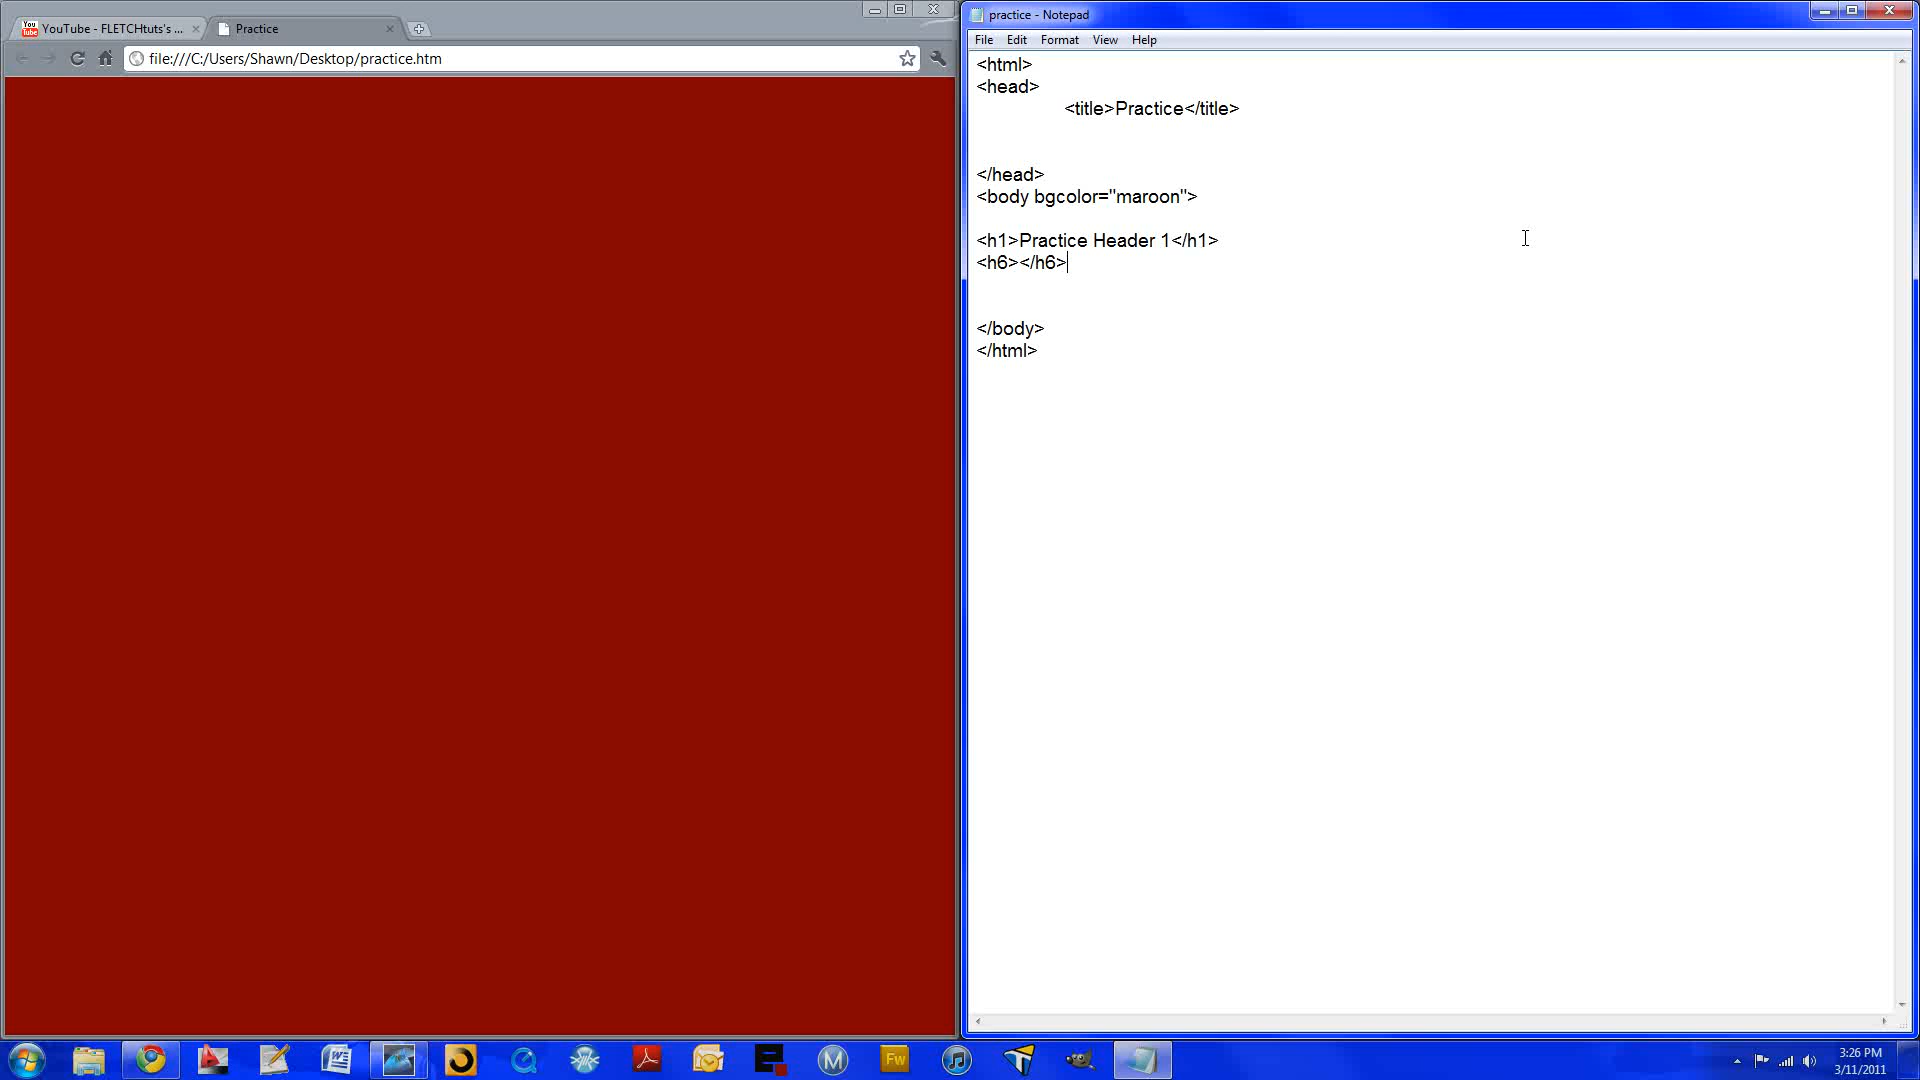 YouTube - FLETCHtuts's ...
Practice
file:///C:/Users/Shawn/Desktop/practice.htm
practice - Notepad
File Edit Format View Help
<html>
<head>
<title>Practice</title>
</head>
<body bgcolor="maroon">
<h1>Practice Header 1</h1>
<h6></h6>
</body>
</html>
Fw
3:26 PM
3/11/2011